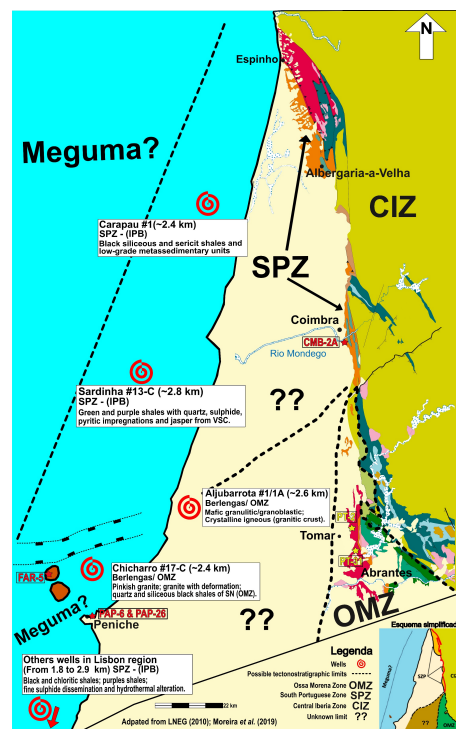 N
Espinho
Meguma?
Albergaria-a-Velha
CIZ
Carapau #1(~2.4 km)
SPZ - (IPB)
Black siliceous and sericit shales and
low-grade metassedimentary units
SPZ
Coimbra
CMB-2A
Rio Mondego
Sardinha #13-C (~2.8 km)
SPZ - (IPB)
Green and purple shales with quartz, sulphide,
pyritic impregnations and jasper from VSC.
??
Aljubarrota #1/1A (~2.6 km)
Berlengas/ OMZ
Mafic granulitic/granoblastic;
Crystalline igneous (granitic crust).
Tomar
Chicharro #17-C (~2.4 km)
Berlengas/ OMZ
Pinkish granite; granite with deformation;
quartz and siliceous black shales of SN (OMZ).
FAR-5
Abrantes
Meguma?
PAP-6 & PAP-26
Peniche
??
OMZ
Others wells in Lisbon region
(From 1.8 to 2.9 km) SPZ - (IPB)
Black and chloritic shales; purples shales;
fine sulphide dissemination and hydrothermal alteration.
Legenda
Wells
Possible tectonostratigraphic limits
Ossa Morena Zone OMZ
South Portuguese Zone SPZ
Central Iberia Zone CIZ
Unknown limit ??
22 km
Adpated from LNEG (2010); Moreira et al. (2019)
Esquema simplificad
Meguma?
SPZ
CI
OMZ
??